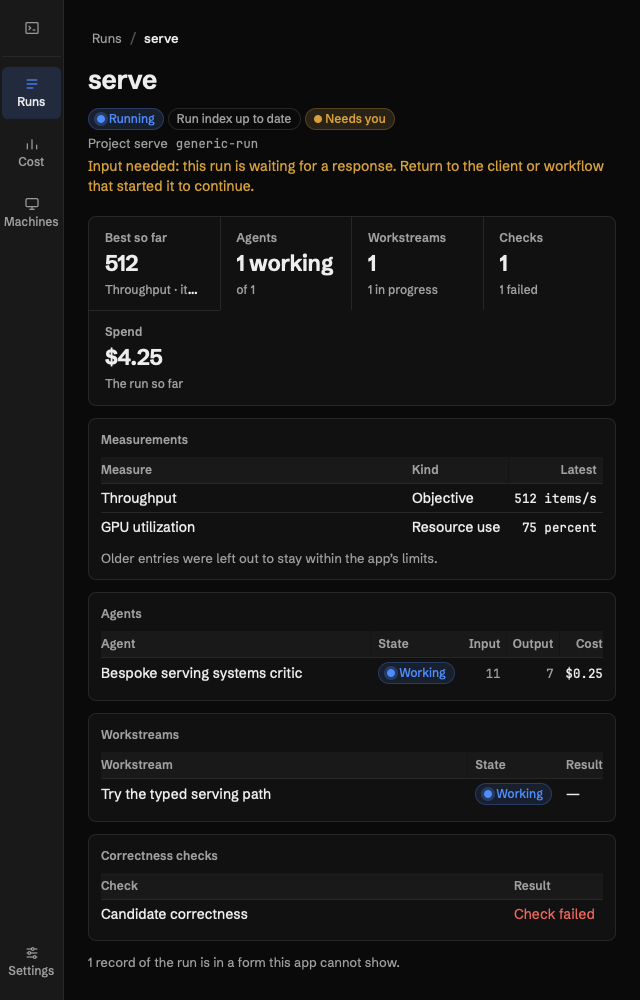 Runs / serve
Runs
Cost
Machines
Settings
serve
Running
Run index up to date
Needs you
Project serve generic-run
Input needed: this run is waiting for a response. Return to the client or workflow
that started it to continue.
Best so far
512
Throughput · it...
Agents
1 working
of 1
Workstreams
1
1 in progress
Checks
1
1 failed
Spend
$4.25
The run so far
Measurements
Measure Kind Latest
Throughput Objective 512 items/s
GPU utilization Resource use 75 percent
Older entries were left out to stay within the app's limits.
Agents
Agent State Input Output Cost
Bespoke serving systems critic Working 11 7 $0.25
Workstreams
Workstream State Result
Try the typed serving path Working —
Correctness checks
Check Result
Candidate correctness Check failed
1 record of the run is in a form this app cannot show.